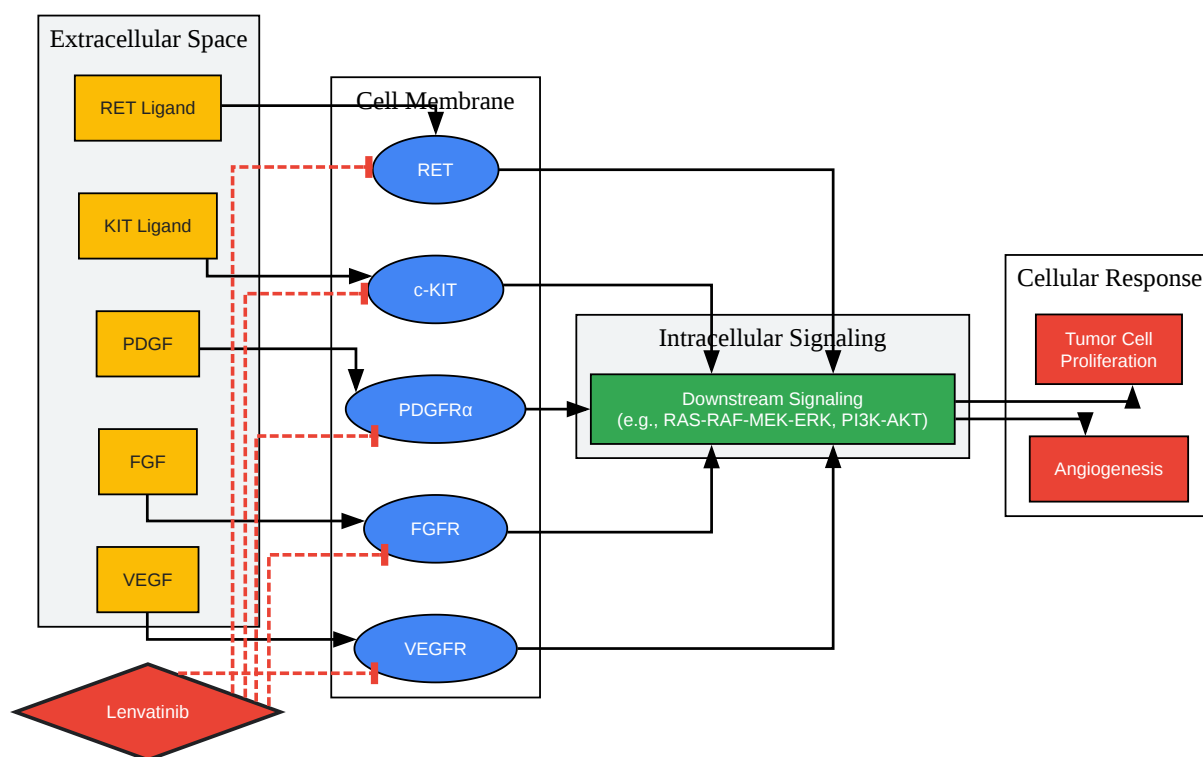 Extracellular Space
RET Ligand
KIT Ligand
PDGF
FGF
VEGF
Lenvatinib
Cell Membrane
RET
c-KIT
PDGFRα
FGFR
VEGFR
Intracellular Signaling
Downstream Signaling
(e.g., RAS-RAF-MEK-ERK, PI3K-AKT)
Cellular Response
Tumor Cell
Proliferation
Angiogenesis